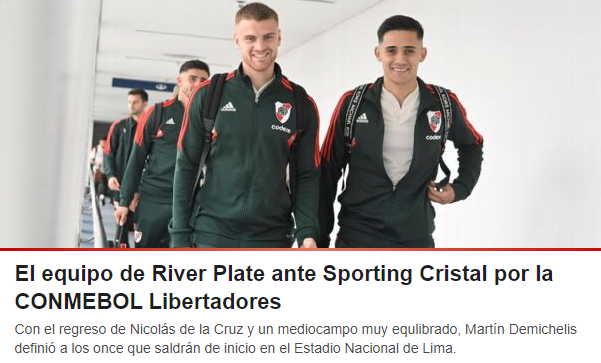 adidas
codere
El equipo de River Plate ante Sporting Cristal por la
CONMEBOL Libertadores
Con el regreso de Nicolás de la Cruz y un mediocampo muy equlibrado, Martín Demichelis
definió a los once que saldrán de inicio en el Estadio Nacional de Lima.